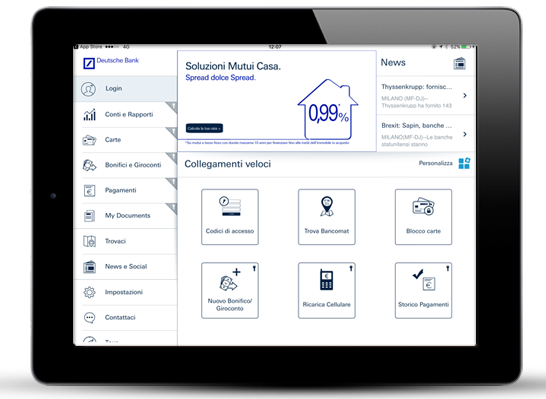 App Store
4G
12:07
52%
Deutsche Bank
Login
Conti e Rapporti
Carte
Bonifici e Giroconti
Pagamenti
My Documents
Trovaci
News e Social
Impostazioni
Contattaci
Tour
Soluzioni Mutui Casa.
Spread dolce Spread.
0,99%
Calcola la tua rata >
News
Thyssenkrupp: fornisc...
MILANO (MF-DJ)--
Thyssenkrupp ha fornito 143
Brexit: Sapin, banche ...
MILANO(MF-DJ)--Le banche
statunitensi stanno
Collegamenti veloci
Personalizza
Codici di accesso
Trova Bancomat
Blocco carte
Nuovo Bonifico/
Giroconto
Ricarica Cellulare
Storico Pagamenti